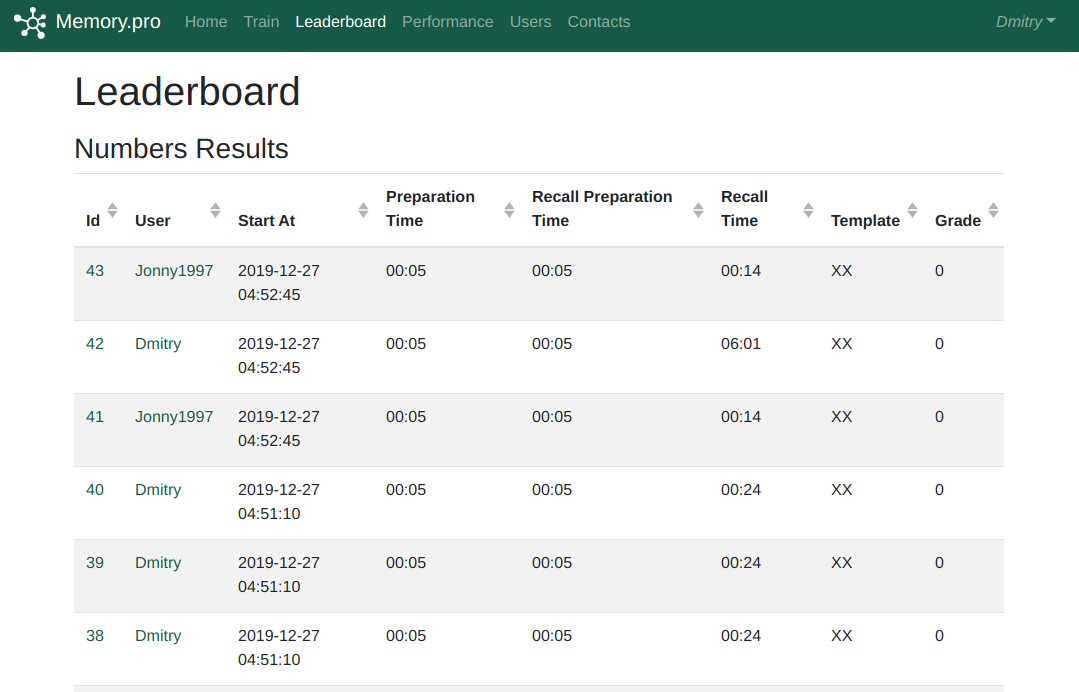 Memory.pro Home Train Leaderboard Performance Users Contacts Dmitry
Leaderboard
Numbers Results
Id User Start At Preparation Time Recall Preparation Time Recall Time Template Grade
43 Jonny1997 2019-12-27 04:52:45 00:05 00:05 00:14 XX 0
42 Dmitry 2019-12-27 04:52:45 00:05 00:05 06:01 XX 0
41 Jonny1997 2019-12-27 04:52:45 00:05 00:05 00:14 XX 0
40 Dmitry 2019-12-27 04:51:10 00:05 00:05 00:24 XX 0
39 Dmitry 2019-12-27 04:51:10 00:05 00:05 00:24 XX 0
38 Dmitry 2019-12-27 04:51:10 00:05 00:05 00:24 XX 0